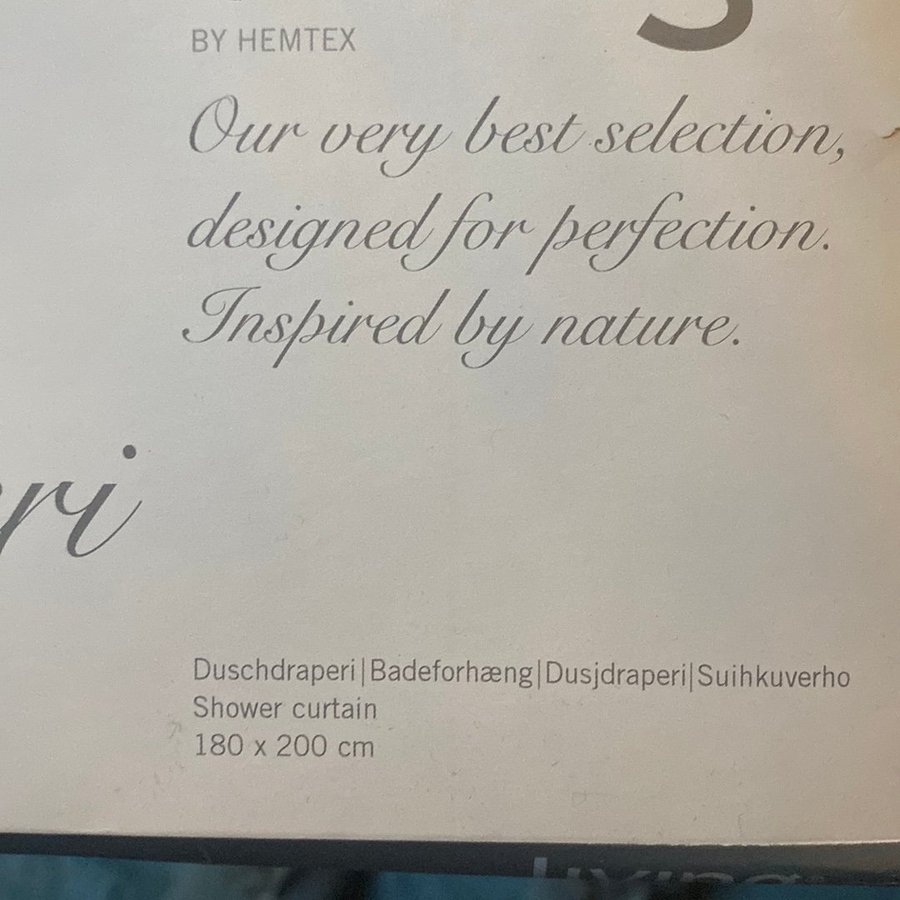 BY HEMTEX
Our very best selection,
designed for perfection.
Inspired by nature.
Duschdraperi|Badeforhæng|Dusjdraperi|Suihkuverho
Shower curtain
180 x 200 cm
living